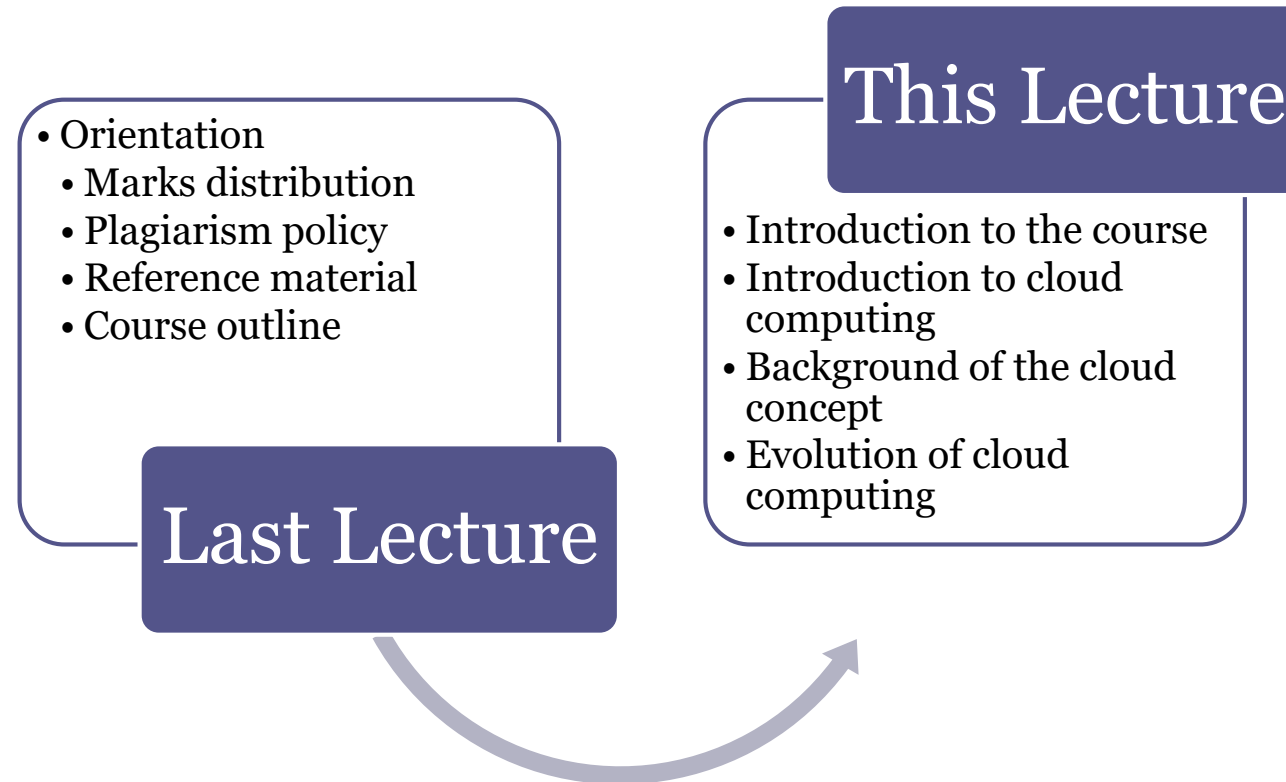 • Orientation
• Marks distribution
• Plagiarism policy
• Reference material
• Course outline
Last Lecture
This Lecture
• Introduction to the course
• Introduction to cloud
computing
• Background of the cloud
concept
• Evolution of cloud
computing